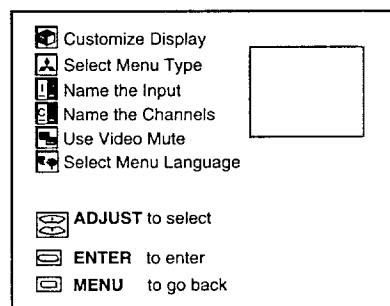 Customize Display
Select Menu Type
Name the Input
Name the Channels
Use Video Mute
Select Menu Language
ADJUST to select
ENTER to enter
MENU to go back